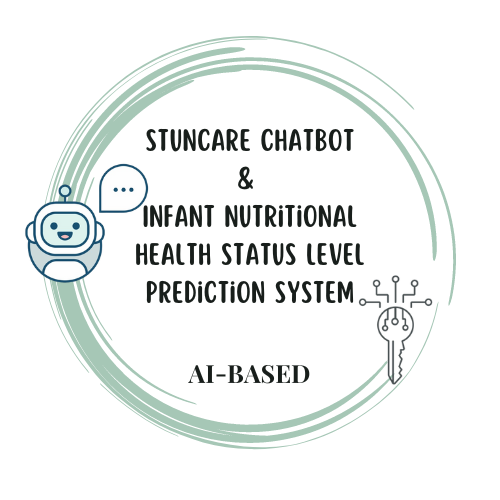 STUNCARE CHATBOT
&
INFANT NUTRITIONAL
HEALTH STATUS LEVEL
PREDICTION SYSTEM
AI-BASED